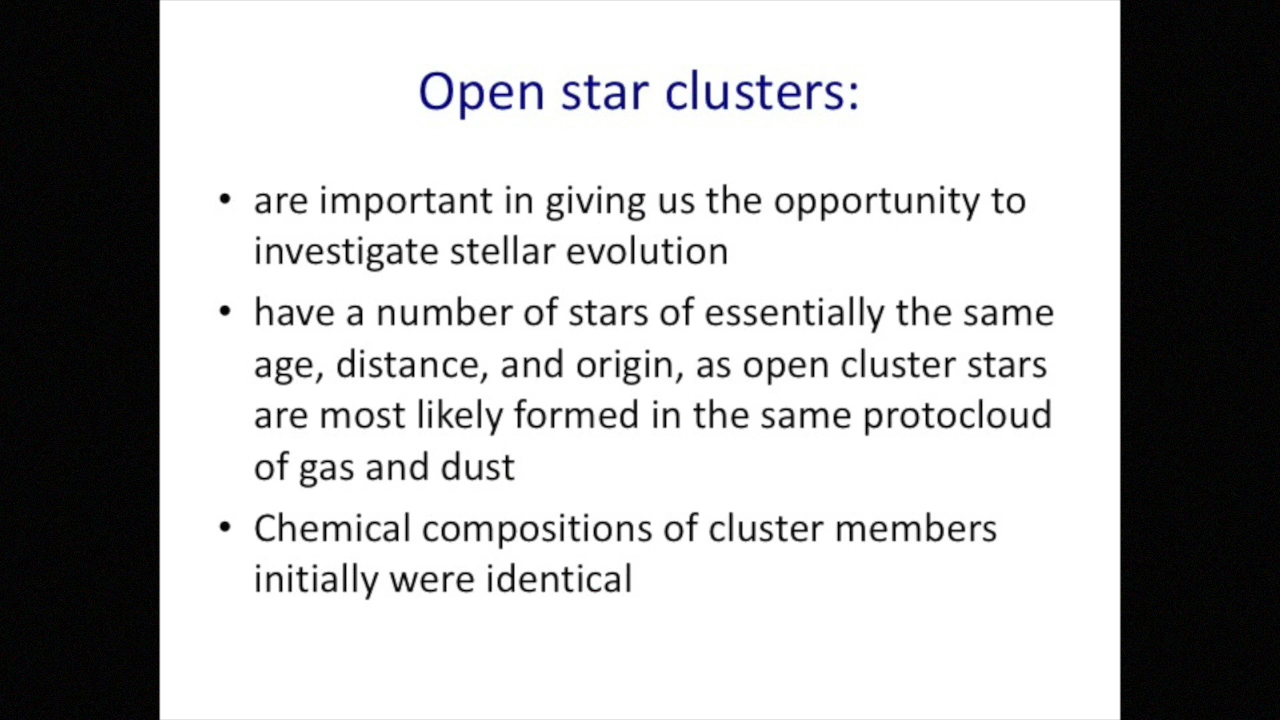 Open star clusters:
• are important in giving us the opportunity to
investigate stellar evolution
• have a number of stars of essentially the same
age, distance, and origin, as open cluster stars
are most likely formed in the same protocloud
of gas and dust
• Chemical compositions of cluster members
initially were identical